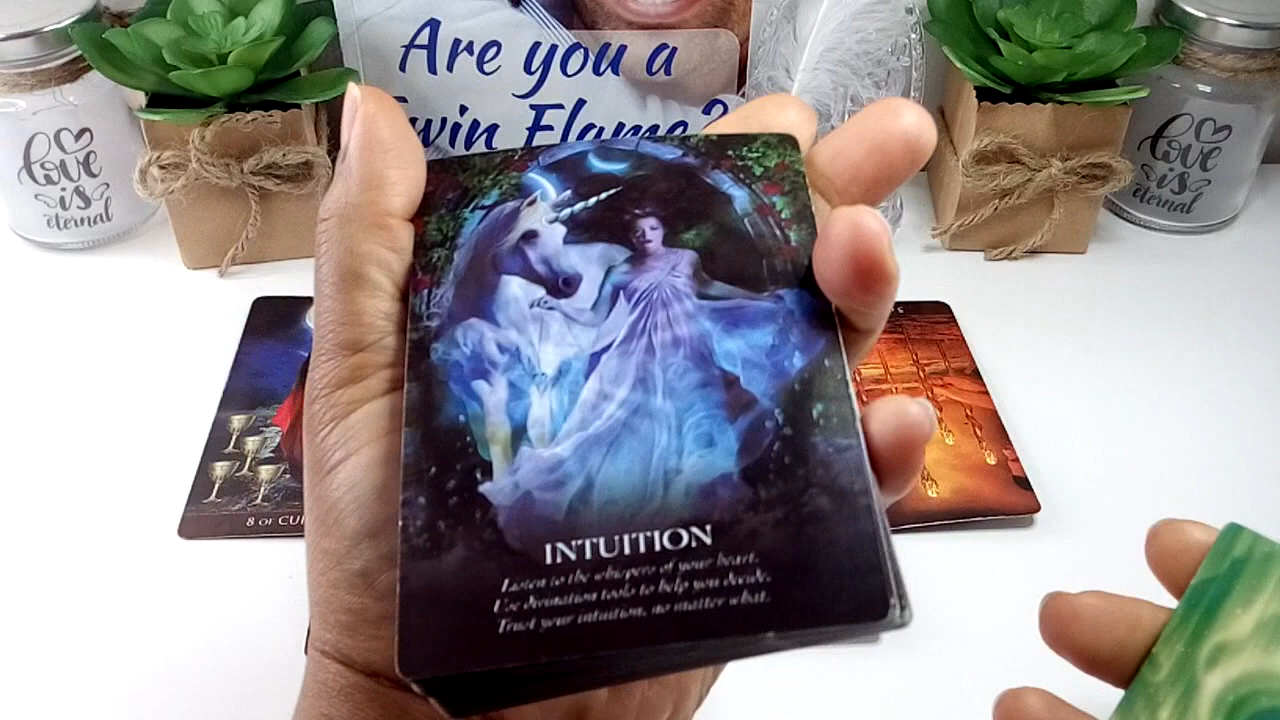 Are you a
Twin Flame?
love
is
eternal
love
is
eternal
8 OF CU
5
INTUITION
Listen to the whispers of your heart.
Use divination tools to help you decide.
Trust your intuition, no matter what.